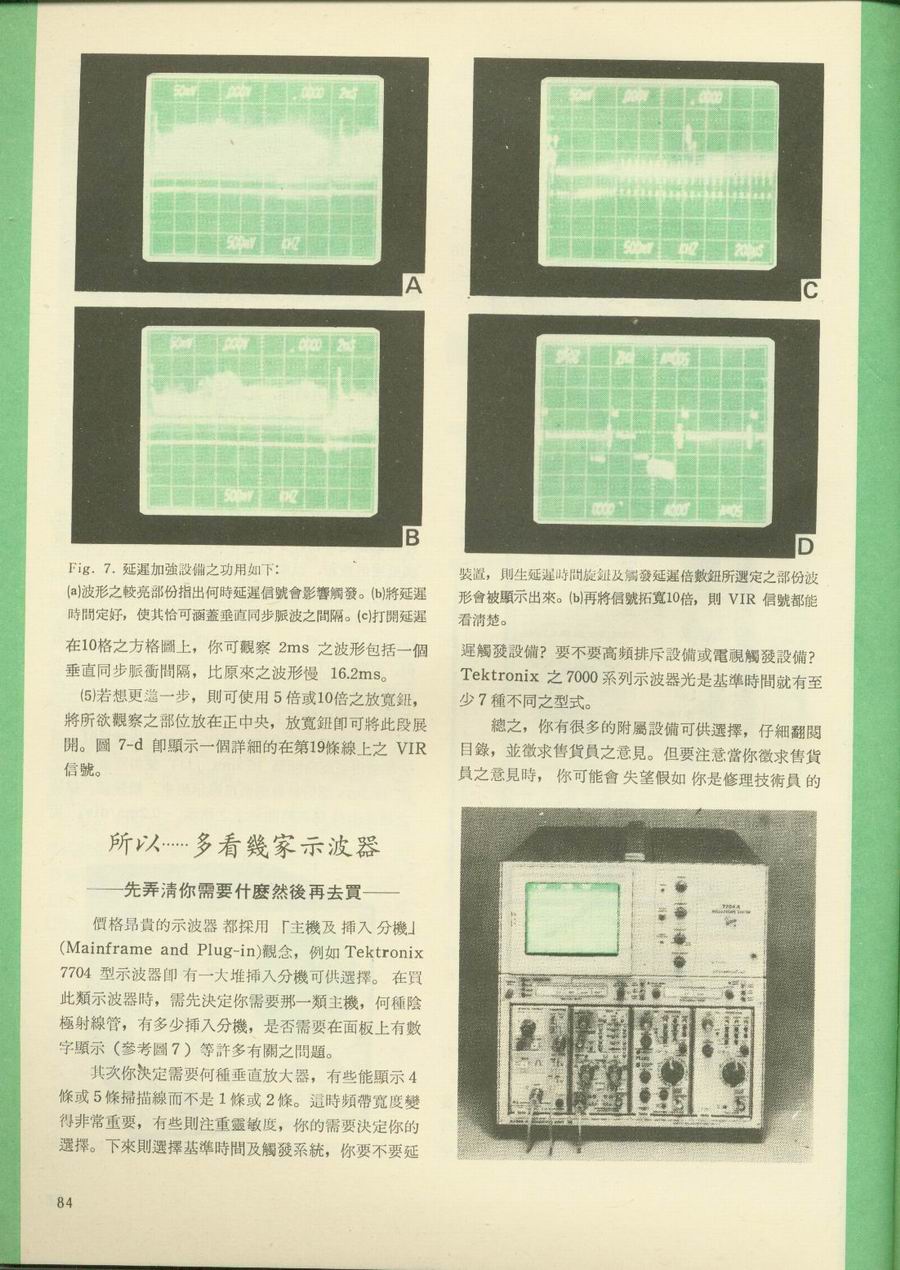 50mV .000V .0000 2mS
500mV KHZ
A
50mV .000V .0000 2mS
500mV KHZ
B
50mV .000V .0000
500mV KHZ 200µS
C
D
Fig. 7. 延遲加強設備之功用如下：
(a)波形之較亮部份指出何時延遲信號會影響觸發。(b)將延遲
時間定好，使其恰可涵蓋垂直同步脈波之間隔。(c)打開延遲
裝置，則生延遲時間旋鈕及觸發延遲倍數鈕所選定之部份波
形會被顯示出來。(b)再將信號拓寬10倍，則 VIR 信號都能
看清楚。
在10格之方格圖上，你可觀察 2ms 之波形包括一個
垂直同步脈衝間隔，比原來之波形慢 16.2ms。
(5)若想更進一步，則可使用 5 倍或10倍之放寬鈕，
將所欲觀察之部位放在正中央，放寬鈕卽可將此段展
開。圖 7-d 卽顯示一個詳細的在第19條線上之 VIR
信號。
所以……多看幾家示波器
——先弄清你需要什麼然後再去買——
價格昂貴的示波器 都採用「主機及 揷入 分機」
(Mainframe and Plug-in)觀念，例如 Tektronix
7704 型示波器卽 有一大堆揷入分機可供選擇。 在買
此類示波器時，需先決定你需要那一類主機，何種陰
極射線管，有多少揷入分機，是否需要在面板上有數
字顯示（參考圖 7 ）等許多有關之問題。
其次你決定需要何種垂直放大器，有些能顯示 4
條或 5 條掃描線而不是 1 條或 2 條。這時頻帶寬度變
得非常重要，有些則注重靈敏度，你的需要決定你的
選擇。下來則選擇基準時間及觸發系統，你要不要延
遲觸發設備？要不要高頻排斥設備或電視觸發設備？
Tektronix 之 7000 系列示波器光是基準時間就有至
少 7 種不同之型式。
總之，你有很多的附屬設備可供選擇，仔細翻閱
目錄，並徵求售貨員之意見。但要注意當你徵求售貨
員之意見時， 你可能會 失望假如 你是修理技術員 的
7704A
84